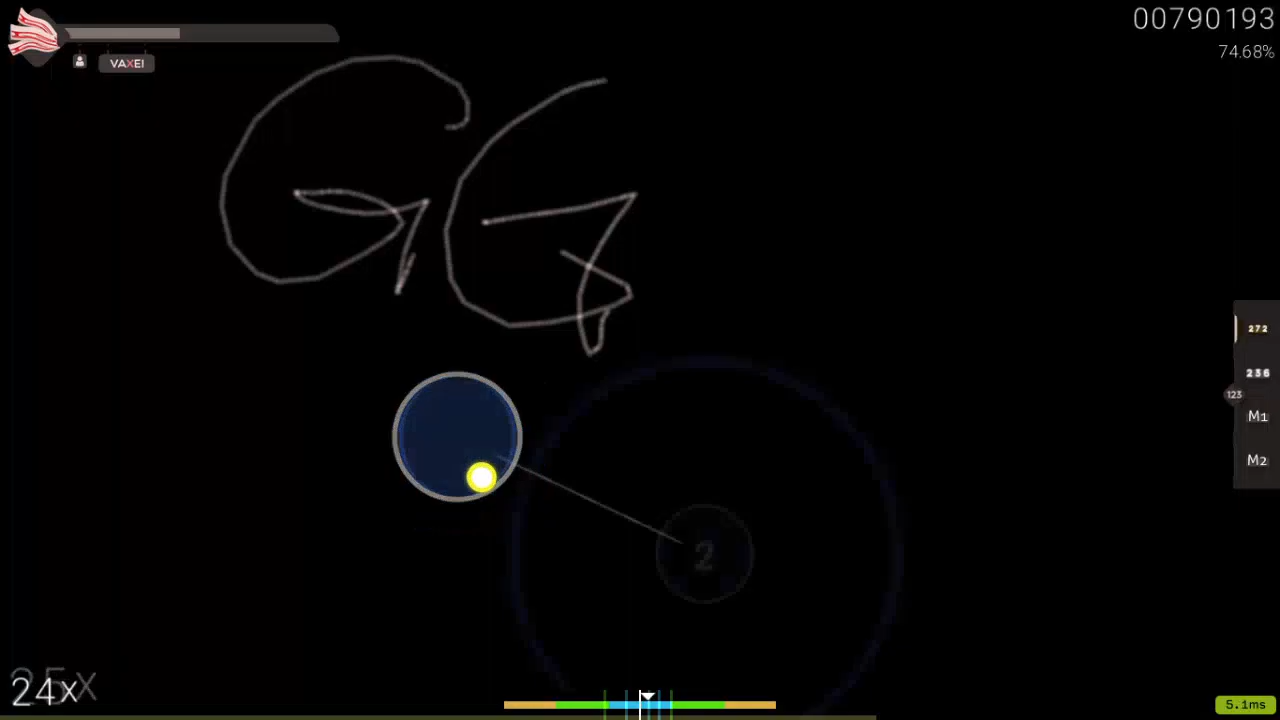 00790193
74.68%
VAXEI
GG
272
236
123
M1
M2
2
24x
5.1ms